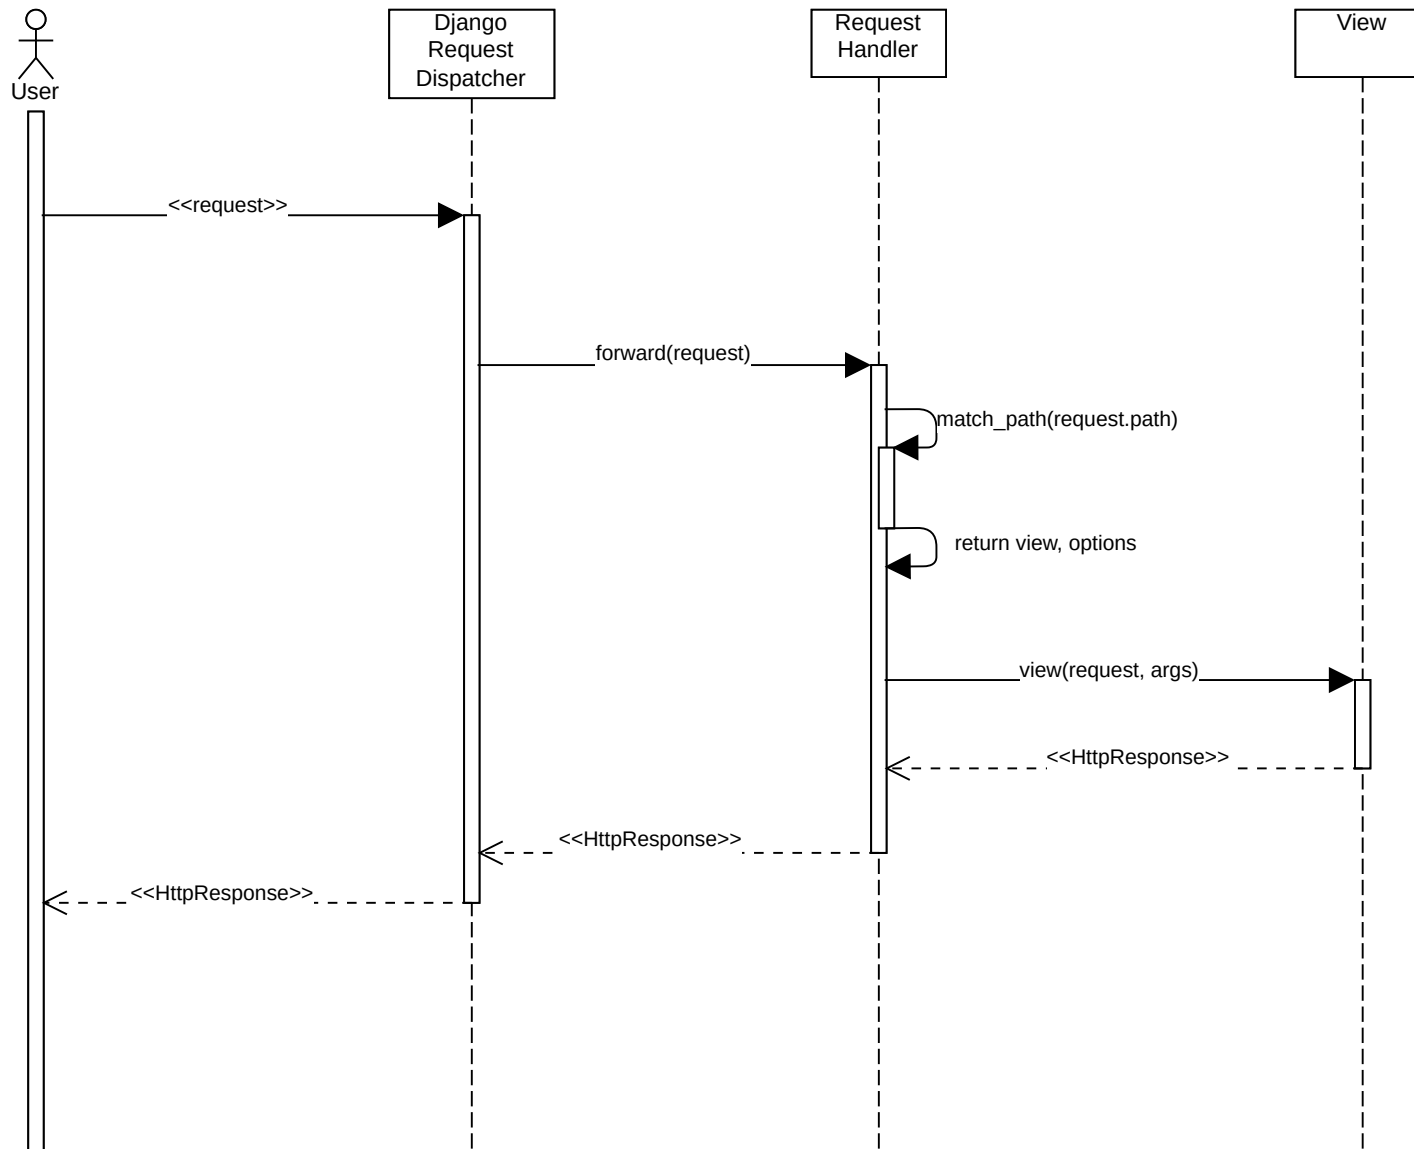 User
Django
Request
Dispatcher
Request
Handler
View
<<request>>
forward(request)
match_path(request.path)
return view, options
view(request, args)
<<HttpResponse>>
<<HttpResponse>>
<<HttpResponse>>